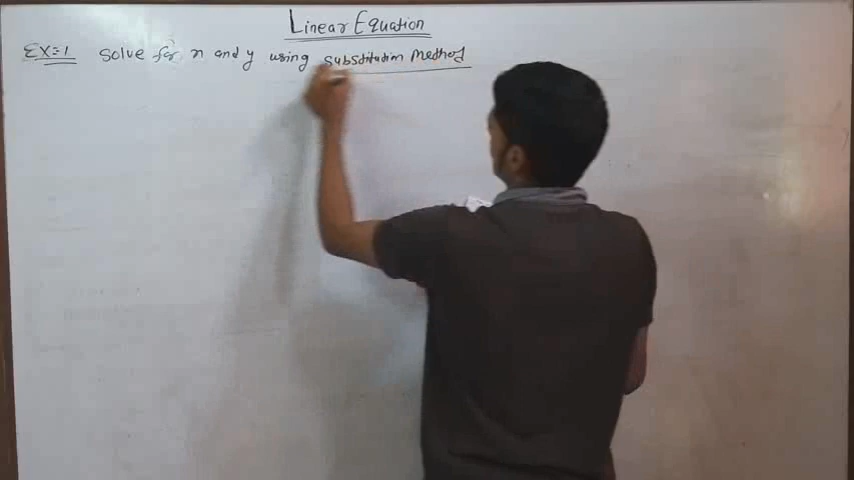 Linear Equation
EX=1 Solve for x and y using substitution Method